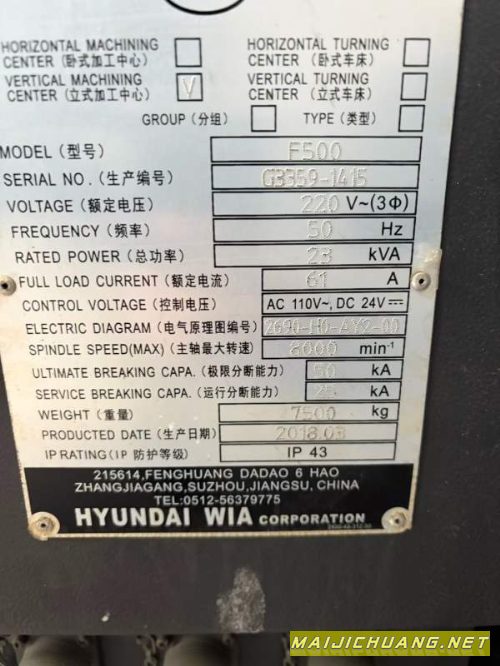 HORIZONTAL MACHINING CENTER (卧式加工中心)
HORIZONTAL TURNING CENTER (卧式车床)
VERTICAL MACHINING CENTER (立式加工中心) V
VERTICAL TURNING CENTER (立式车床)
GROUP (分组) TYPE (类型)
MODEL (型号) F500
SERIAL NO. (生产编号) G3359-1415
VOLTAGE (额定电压) 220 V~(3Φ)
FREQUENCY (频率) 50 Hz
RATED POWER (总功率) 23 kVA
FULL LOAD CURRENT (额定电流) 61 A
CONTROL VOLTAGE (控制电压) AC 110V~, DC 24V⎓
ELECTRIC DIAGRAM (电气原理图编号)
SPINDLE SPEED(MAX) (主轴最大转速) 8000 min-1
ULTIMATE BREAKING CAPA. (极限分断能力) kA
SERVICE BREAKING CAPA. (运行分断能力) 25 kA
WEIGHT (重量) 7500 kg
PRODUCTED DATE (生产日期) 2018.03
IP RATING(IP 防护等级) IP 43
215614,FENGHUANG DADAO 6 HAO
ZHANGJIAGANG,SUZHOU,JIANGSU, CHINA
TEL:0512-56379775
HYUNDAI WIA CORPORATION
MAIJICHUANG.NET